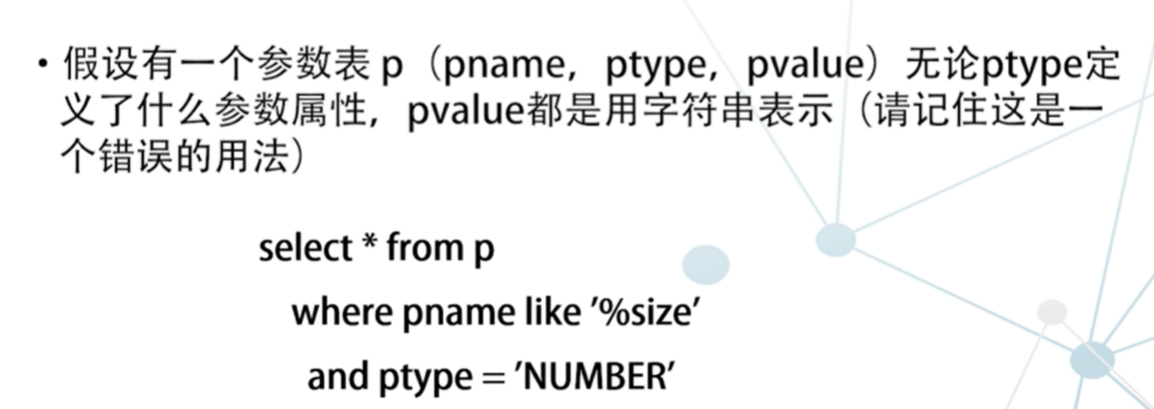 • 假设有一个参数表 p（pname，ptype，pvalue）无论ptype定
义了什么参数属性，pvalue都是用字符串表示（请记住这是一
个错误的用法）
select * from p
where pname like ’%size’
and ptype = ’NUMBER’